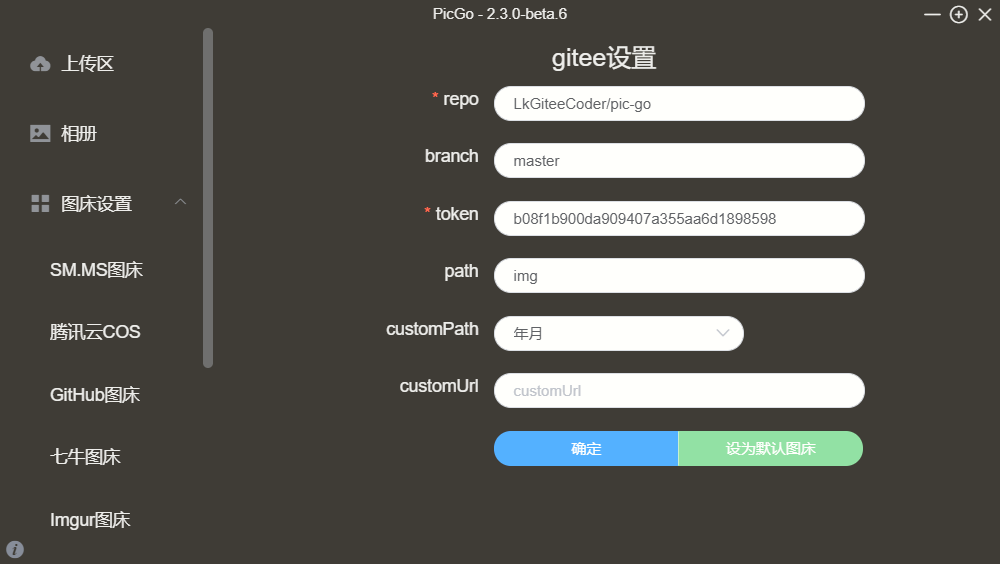 PicGo - 2.3.0-beta.6
上传区
相册
图床设置
SM.MS图床
腾讯云COS
GitHub图床
七牛图床
Imgur图床
gitee设置
* repo LkGiteeCoder/pic-go
branch master
* token b08f1b900da909407a355aa6d1898598
path img
customPath 年月
customUrl customUrl
确定 设为默认图床